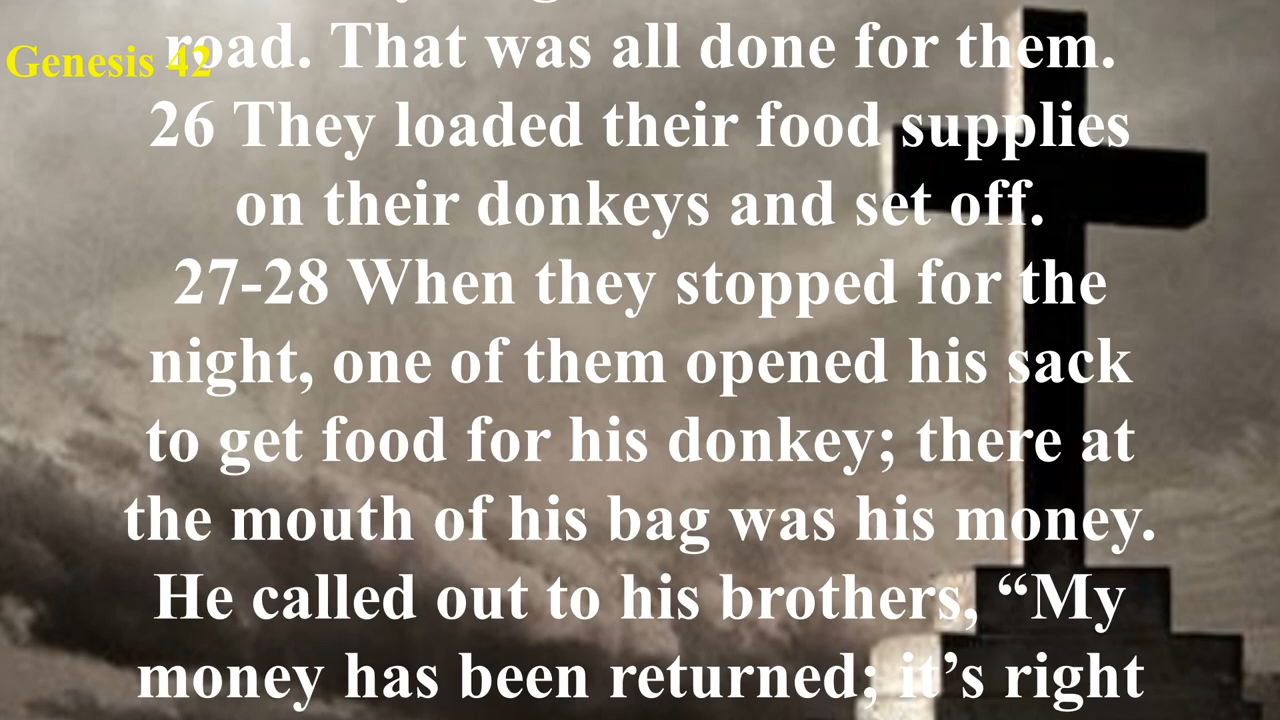 Genesis 42
road. That was all done for them.
26 They loaded their food supplies
on their donkeys and set off.
27-28 When they stopped for the
night, one of them opened his sack
to get food for his donkey; there at
the mouth of his bag was his money.
He called out to his brothers, “My
money has been returned; it’s right